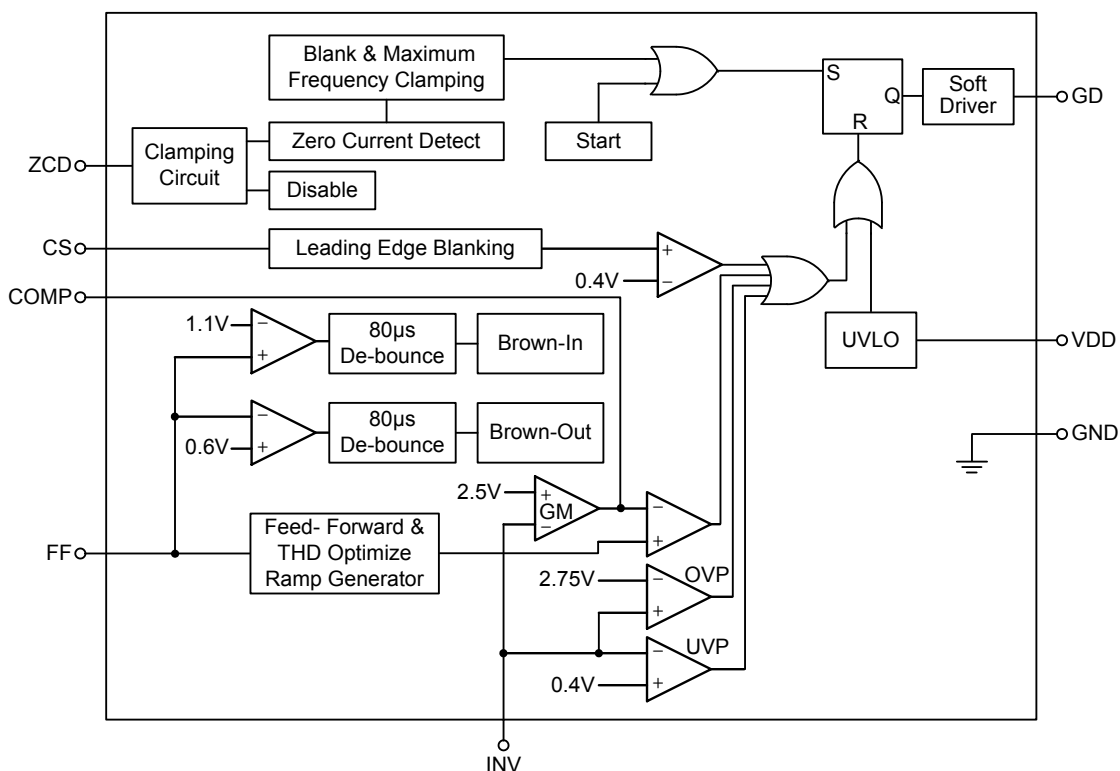 Blank & Maximum
Frequency Clamping
S
Q
R
Soft
Driver
GD
Start
Zero Current Detect
ZCD
Clamping
Circuit
Disable
CS
Leading Edge Blanking
+
−
0.4V
COMP
1.1V
−
+
80µs
De-bounce
Brown-In
UVLO
VDD
−
+
0.6V
80µs
De-bounce
Brown-Out
GND
2.5V
+
GM
−
FF
Feed- Forward &
THD Optimize
Ramp Generator
−
+
2.75V
−
+
OVP
−
+
UVP
0.4V
INV